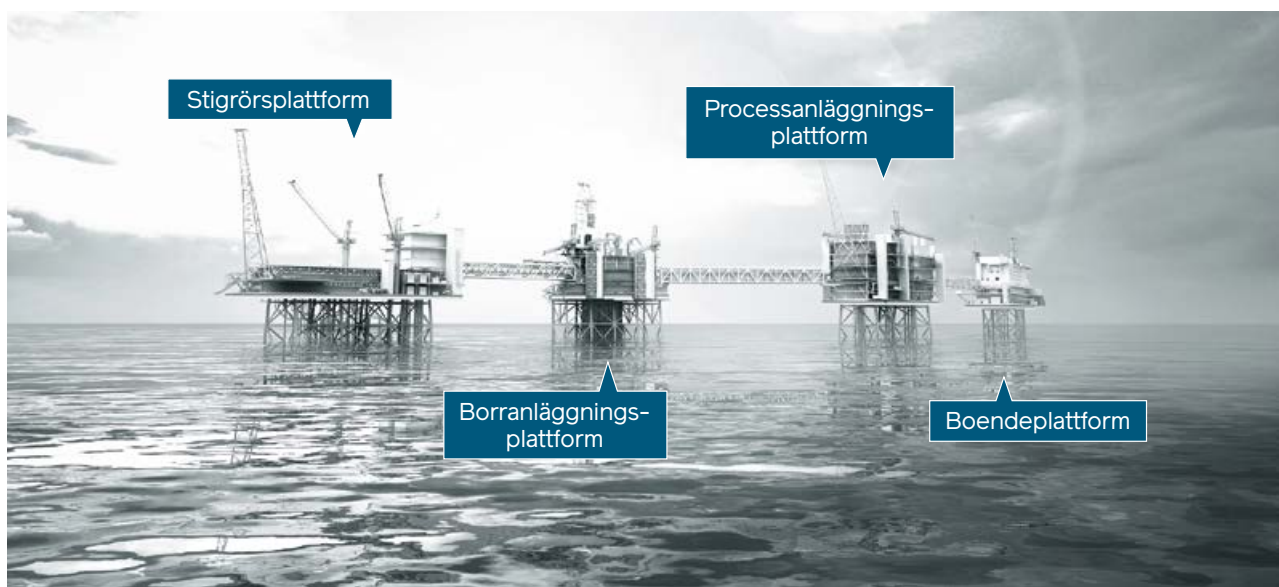 Stigrörsplattform
Processanläggnings-
plattform
Borranläggnings-
plattform
Boendeplattform